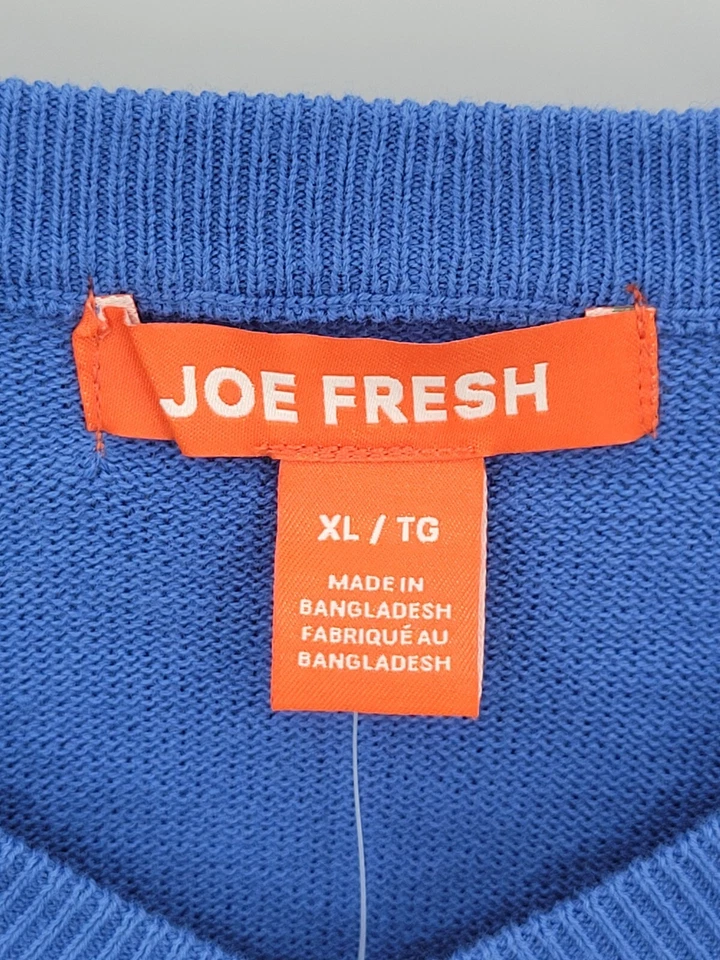 JOE FRESH
XL / TG
MADE IN
BANGLADESH
FABRIQUÉ AU
BANGLADESH